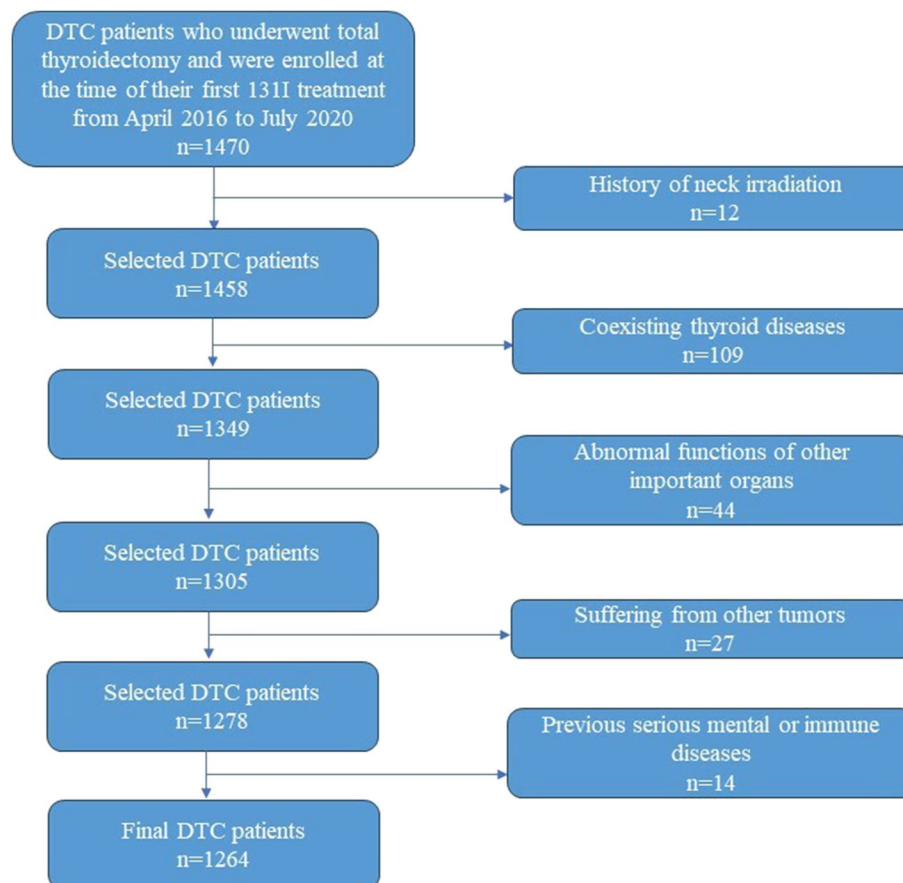 DTC patients who underwent total
thyroidectomy and were enrolled at
the time of their first 131I treatment
from April 2016 to July 2020
n=1470
History of neck irradiation
n=12
Selected DTC patients
n=1458
Coexisting thyroid diseases
n=109
Selected DTC patients
n=1349
Abnormal functions of other
important organs
n=44
Selected DTC patients
n=1305
Suffering from other tumors
n=27
Selected DTC patients
n=1278
Previous serious mental or immune
diseases
n=14
Final DTC patients
n=1264